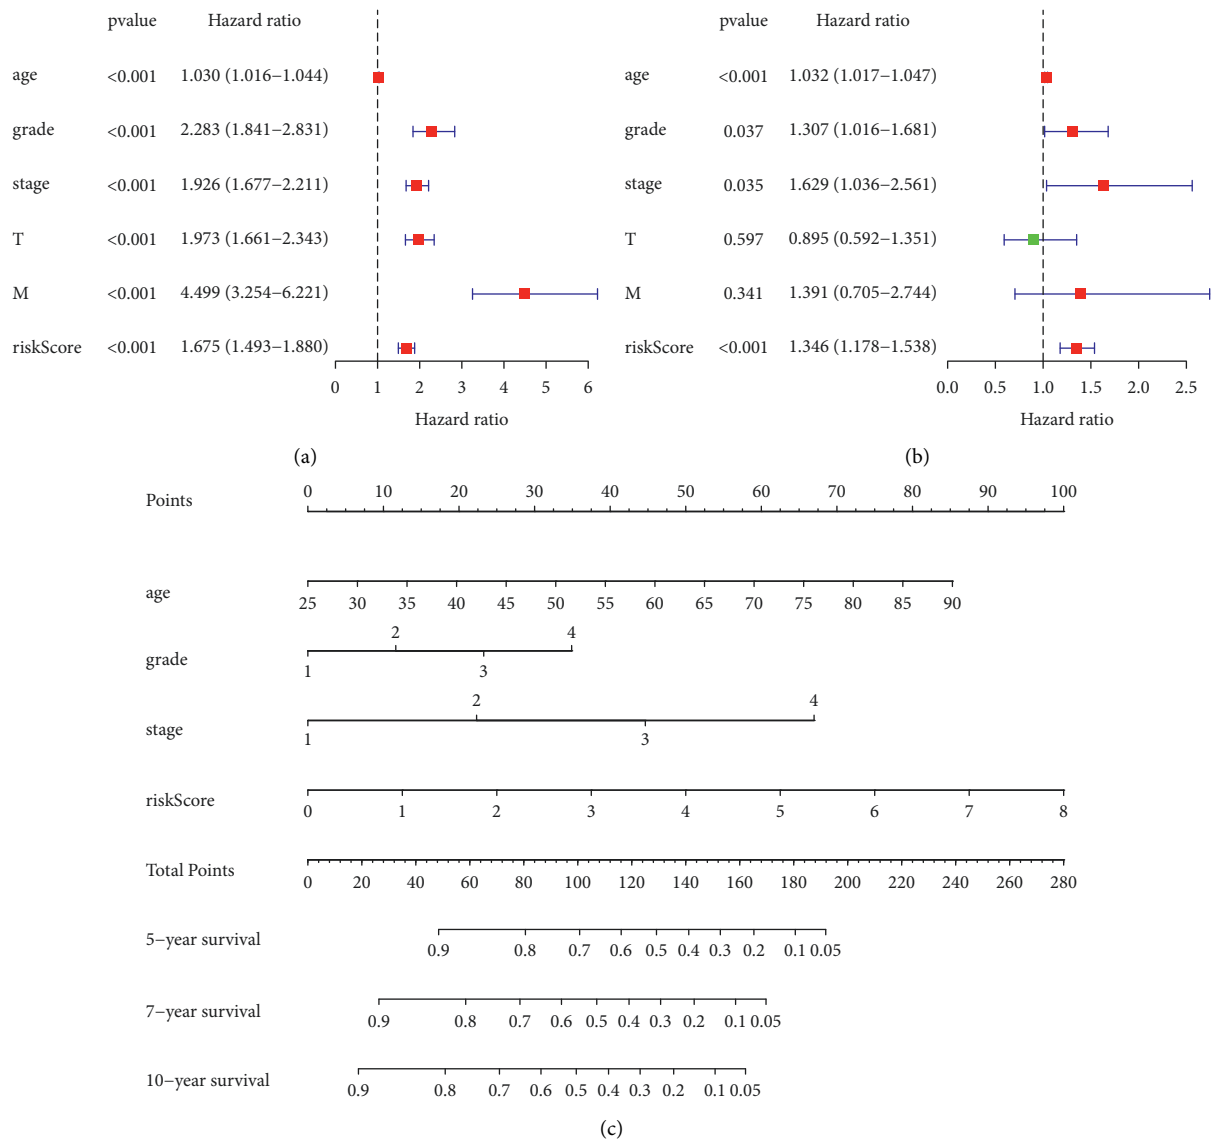 pvalue Hazard ratio
age <0.001 1.030 (1.016−1.044)
grade <0.001 2.283 (1.841−2.831)
stage <0.001 1.926 (1.677−2.211)
T <0.001 1.973 (1.661−2.343)
M <0.001 4.499 (3.254−6.221)
riskScore <0.001 1.675 (1.493−1.880)
0 1 2 3 4 5 6
Hazard ratio
(a)
pvalue Hazard ratio
age <0.001 1.032 (1.017−1.047)
grade 0.037 1.307 (1.016−1.681)
stage 0.035 1.629 (1.036−2.561)
T 0.597 0.895 (0.592−1.351)
M 0.341 1.391 (0.705−2.744)
riskScore <0.001 1.346 (1.178−1.538)
0.0 0.5 1.0 1.5 2.0 2.5
Hazard ratio
(b)
Points 0 10 20 30 40 50 60 70 80 90 100
age 25 30 35 40 45 50 55 60 65 70 75 80 85 90
2 4
grade
1 3
2 4
stage
1 3
riskScore 0 1 2 3 4 5 6 7 8
Total Points 0 20 40 60 80 100 120 140 160 180 200 220 240 260 280
5−year survival 0.9 0.8 0.7 0.6 0.5 0.4 0.3 0.2 0.1 0.05
7−year survival 0.9 0.8 0.7 0.6 0.5 0.4 0.3 0.2 0.1 0.05
10−year survival 0.9 0.8 0.7 0.6 0.5 0.4 0.3 0.2 0.1 0.05
(c)